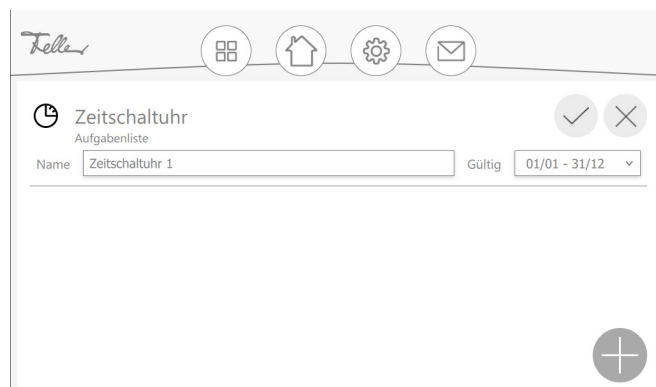 Feller
Zeitschaltuhr
Aufgabenliste
Name Zeitschaltuhr 1 Gültig 01/01 - 31/12